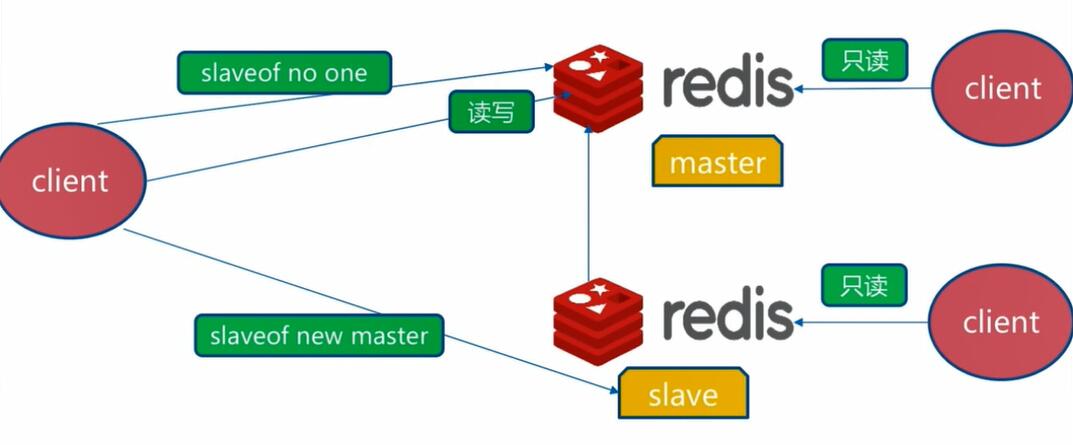 slaveof no one
读写
redis
只读
client
master
client
slaveof new master
redis
只读
client
slave